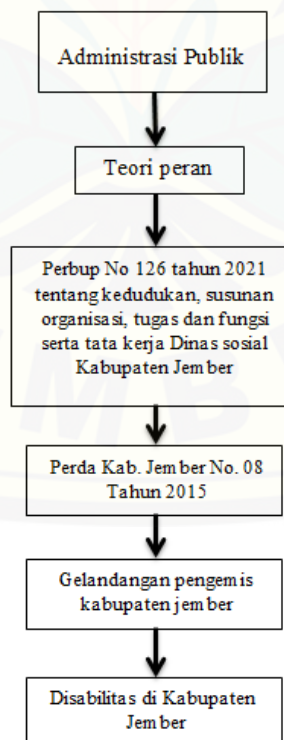 Administrasi Publik
Teori peran
Perbup No 126 tahun 2021
tentang kedudukan, susunan
organisasi, tugas dan fungsi
serta tata kerja Dinas sosial
Kabupaten Jember
Perda Kab. Jember No. 08
Tahun 2015
Gelandangan pengemis
kabupaten jember
Disabilitas di Kabupaten
Jember